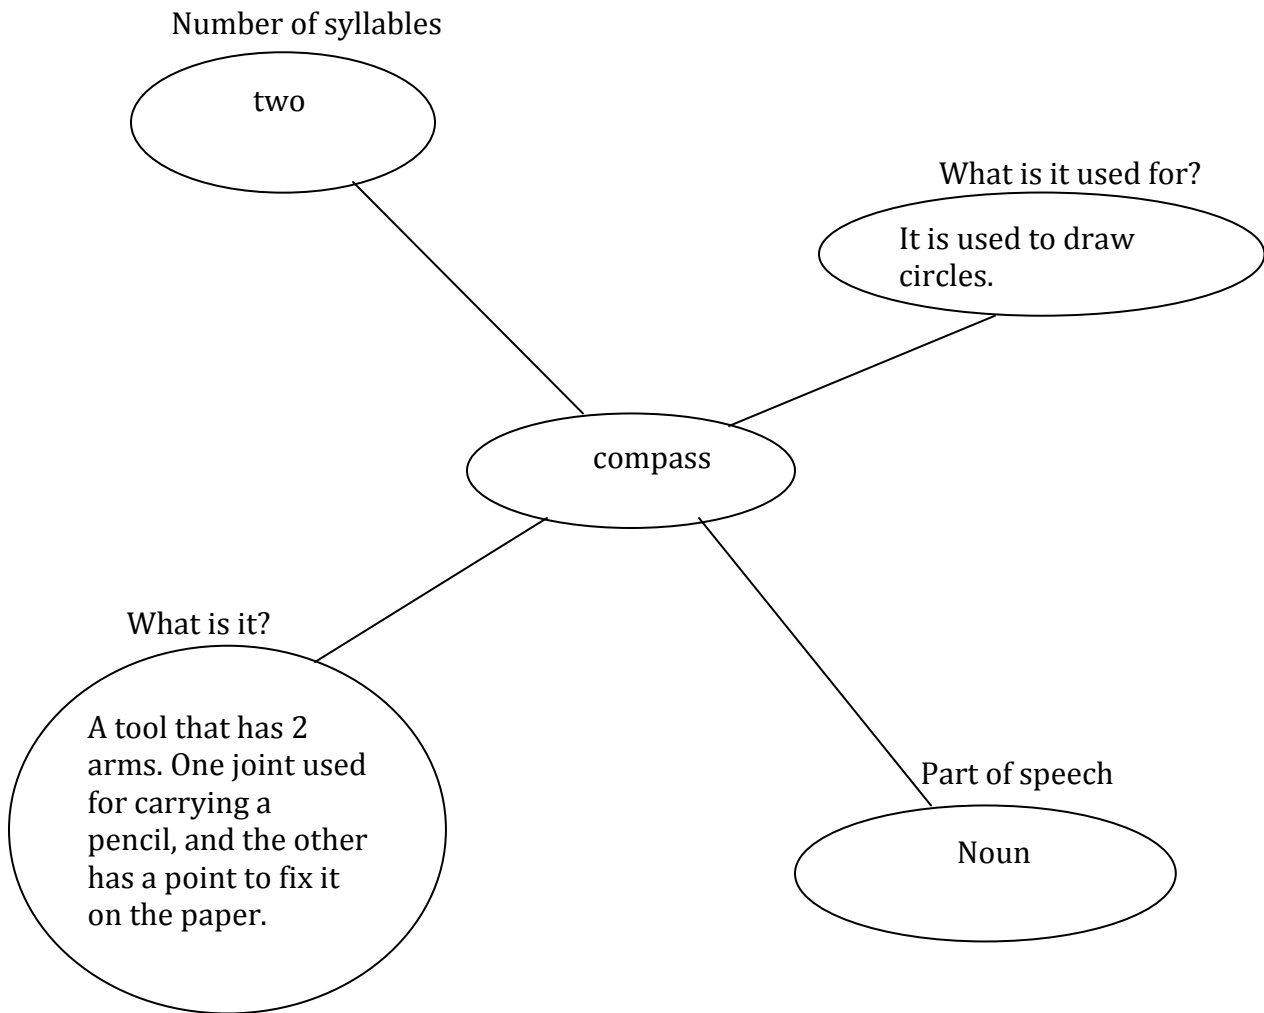 Number of syllables
two
What is it used for?
It is used to draw
circles.
compass
What is it?
A tool that has 2
arms. One joint used
for carrying a
pencil, and the other
has a point to fix it
on the paper.
Part of speech
Noun